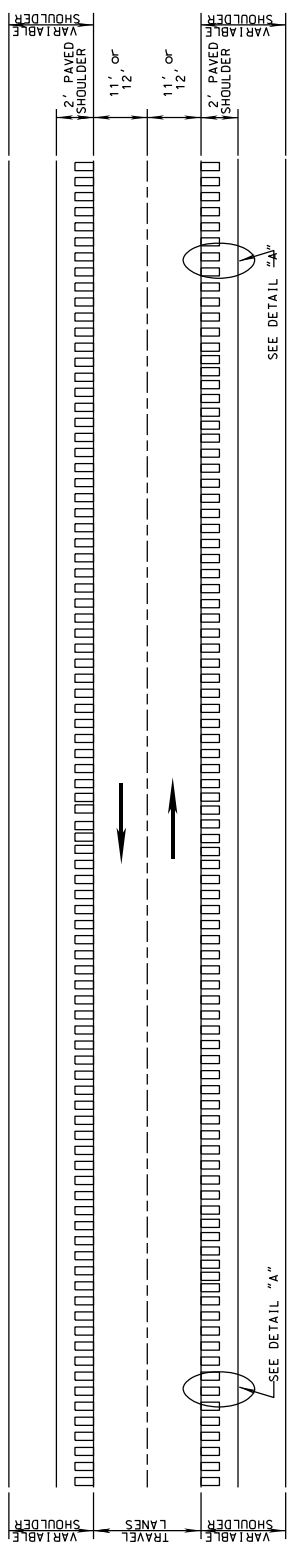 VARIABLE
SHOULDER
2' PAVED
SHOULDER
11' or
12'
11' or
12'
2' PAVED
SHOULDER
VARIABLE
SHOULDER
SEE DETAIL "A"
SEE DETAIL "A"
VARIABLE
SHOULDER
TRAVEL
LANES
VARIABLE
SHOULDER